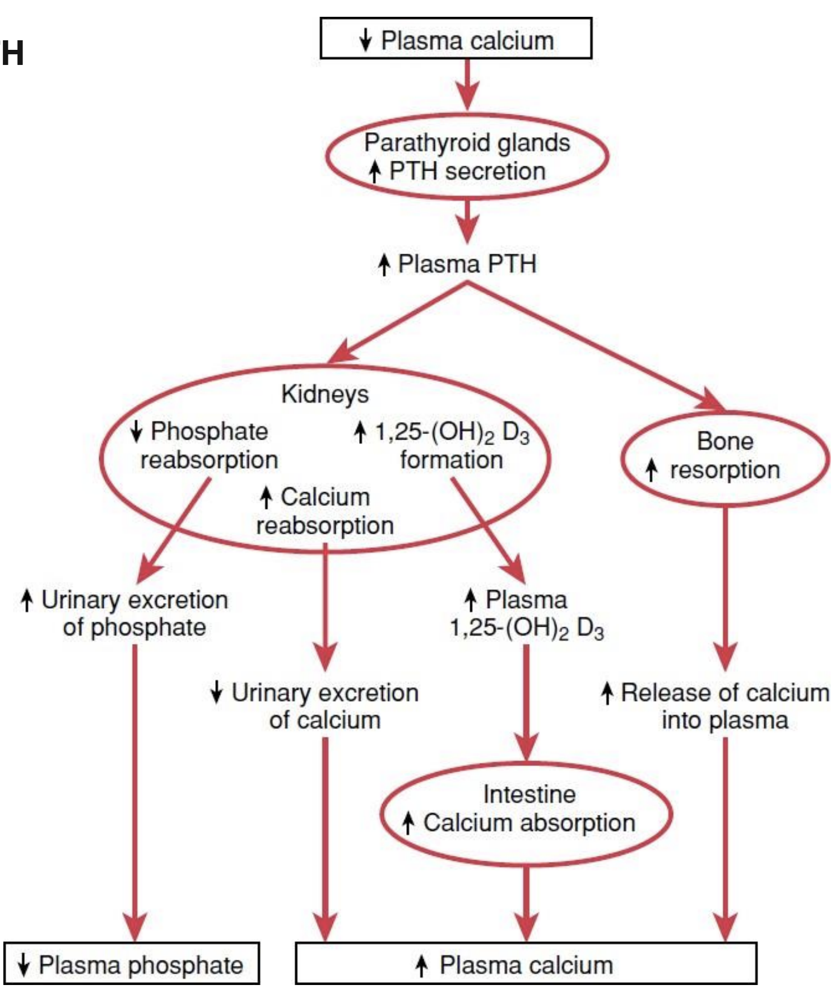 H
↓ Plasma calcium
Parathyroid glands
↑ PTH secretion
↑ Plasma PTH
Kidneys
↓ Phosphate
reabsorption
↑ 1,25-(OH)₂ D₃
formation
↑ Calcium
reabsorption
Bone
↑ resorption
↑ Urinary excretion
of phosphate
↑ Plasma
1,25-(OH)₂ D₃
↓ Urinary excretion
of calcium
↑ Release of calcium
into plasma
Intestine
↑ Calcium absorption
↓ Plasma phosphate
↑ Plasma calcium